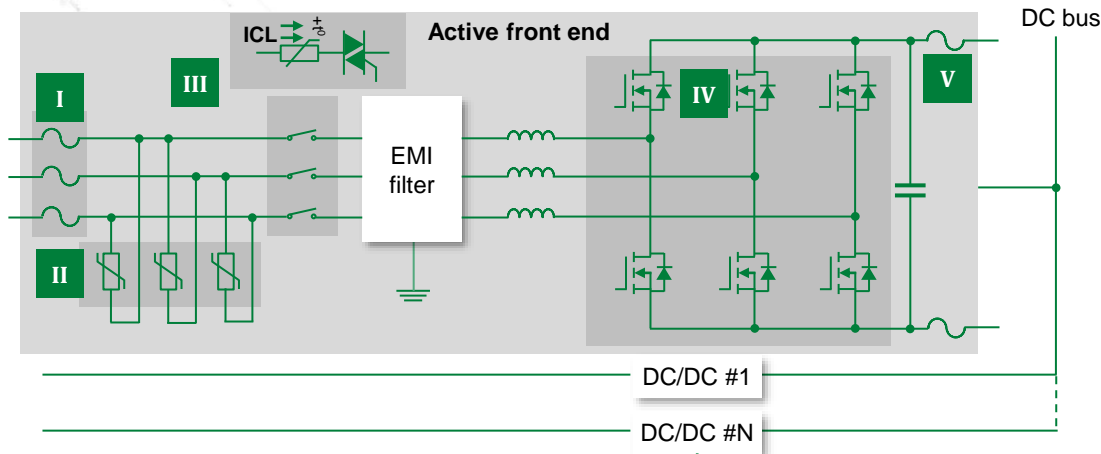 DC bus
ICL
+t°
Active front end
III
I
IV
V
EMI
filter
II
DC/DC #1
DC/DC #N